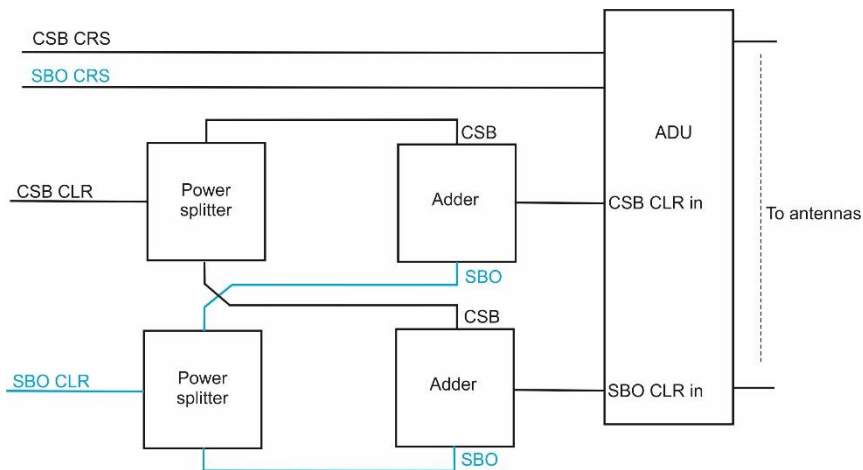 CSB CRS
SBO CRS
CSB
ADU
CSB CLR
Power
splitter
Adder
CSB CLR in
To antennas
SBO
CSB
SBO CLR
Power
splitter
Adder
SBO CLR in
SBO